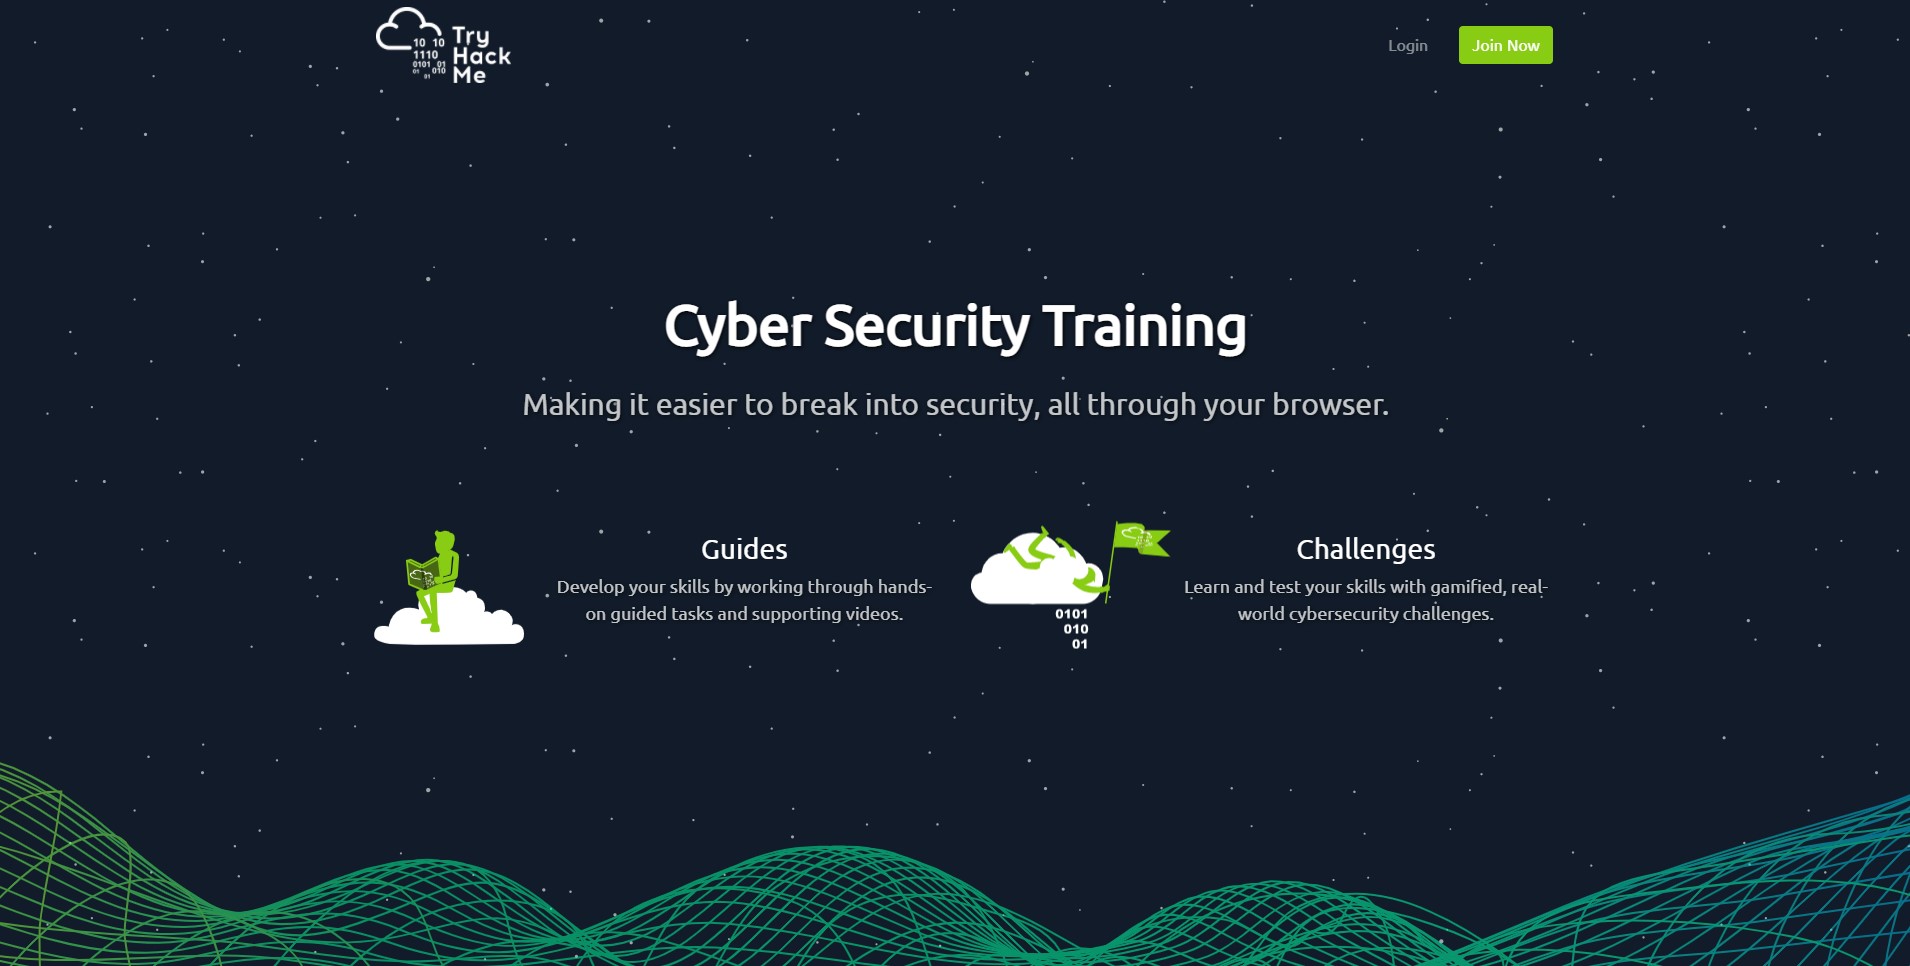 Try
Hack
Me
10 10
1110
0101 01
01 010
01
Login
Join Now
Cyber Security Training
Making it easier to break into security, all through your browser.
Guides
Develop your skills by working through hands-
on guided tasks and supporting videos.
0101
010
01
Challenges
Learn and test your skills with gamified, real-
world cybersecurity challenges.